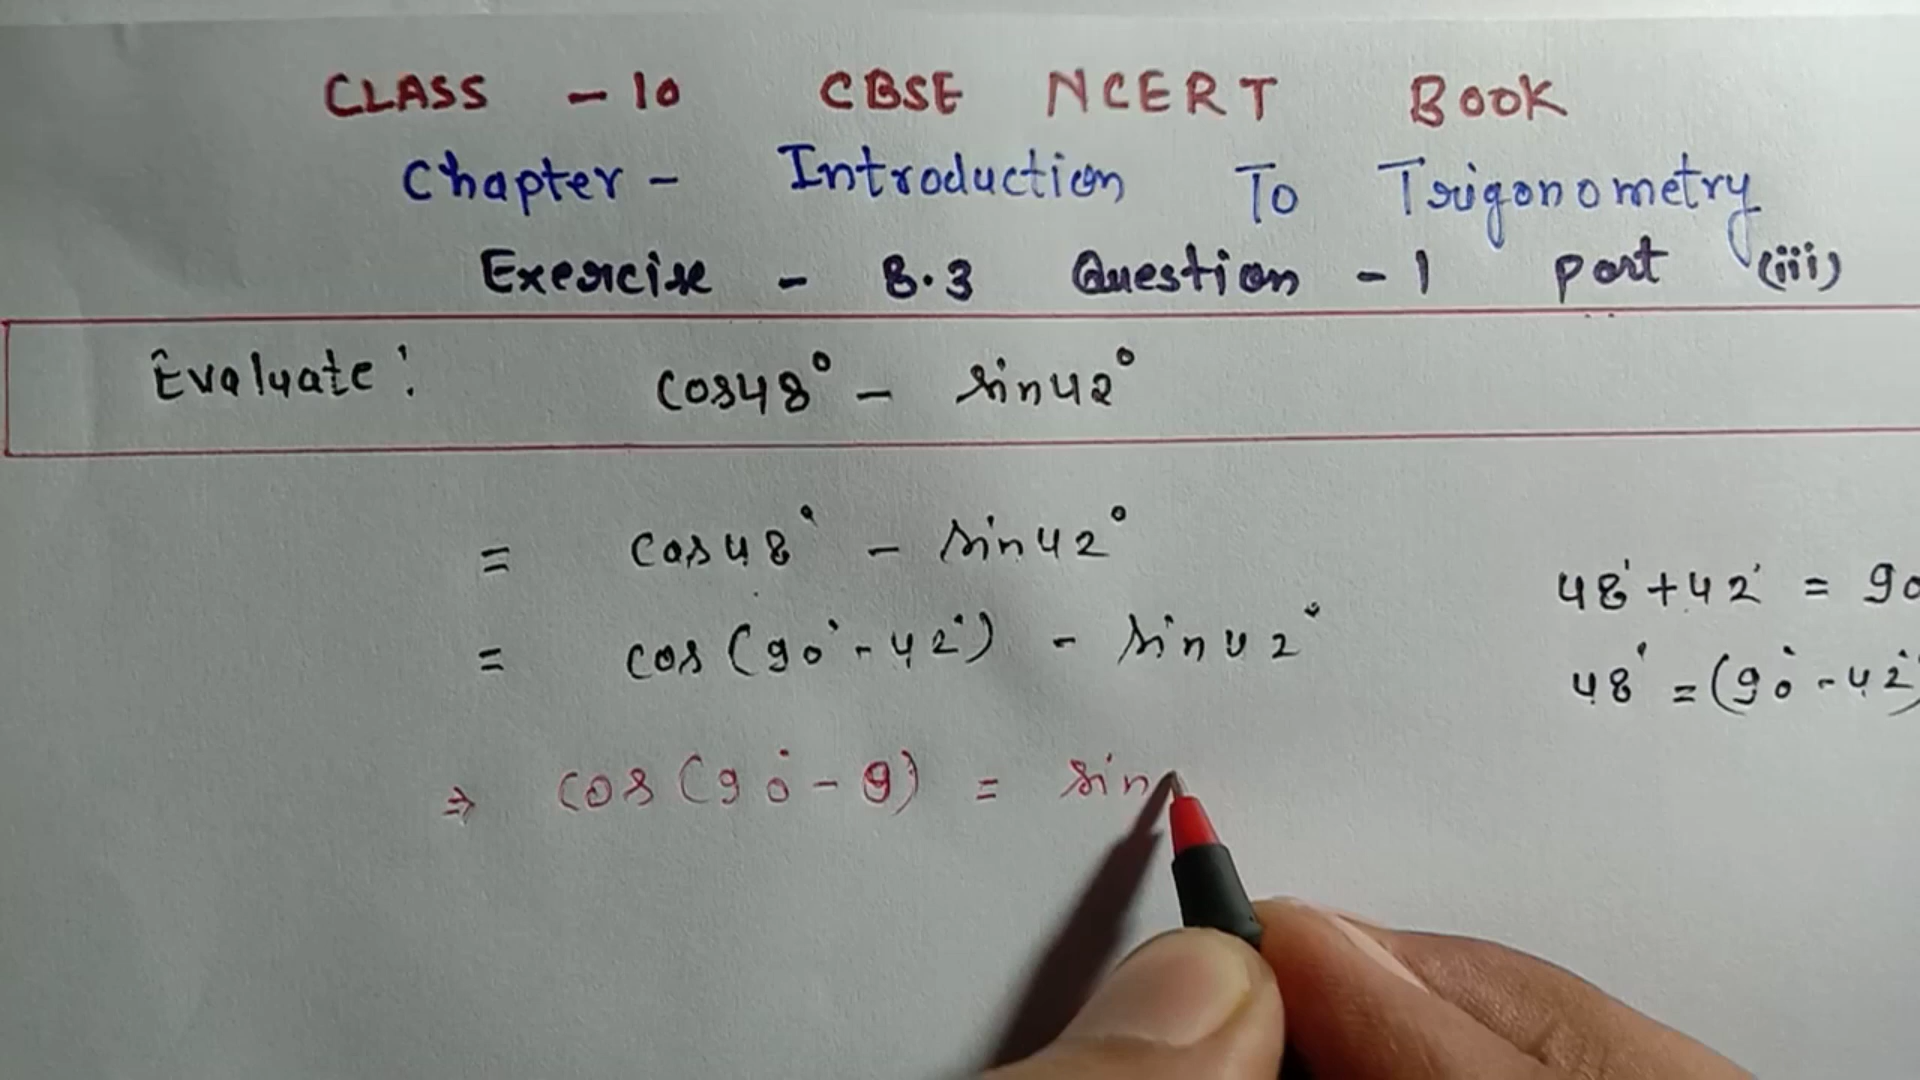 CLASS - 10 CBSE NCERT BOOK
Chapter - Introduction To Trigonometry
Exercise - 8.3 Question - 1 part (iii)
Evaluate: cos48° - sin42°
= cos48° - sin42°
= cos(90° - 42°) - sin42°
48° + 42° = 90
48° = (90° - 42°)
⇒ cos(90° - θ) = sin